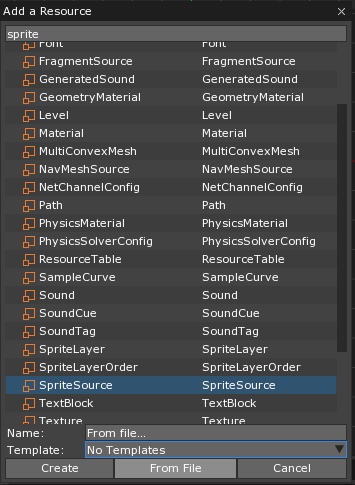 Add a Resource
sprite
Font Font
FragmentSource FragmentSource
GeneratedSound GeneratedSound
GeometryMaterial GeometryMaterial
Level Level
Material Material
MultiConvexMesh MultiConvexMesh
NavMeshSource NavMeshSource
NetChannelConfig NetChannelConfig
Path Path
PhysicsMaterial PhysicsMaterial
PhysicsSolverConfig PhysicsSolverConfig
ResourceTable ResourceTable
SampleCurve SampleCurve
Sound Sound
SoundCue SoundCue
SoundTag SoundTag
SpriteLayer SpriteLayer
SpriteLayerOrder SpriteLayerOrder
SpriteSource SpriteSource
TextBlock TextBlock
Texture Texture
Name: From file...
Template: No Templates
Create From File Cancel